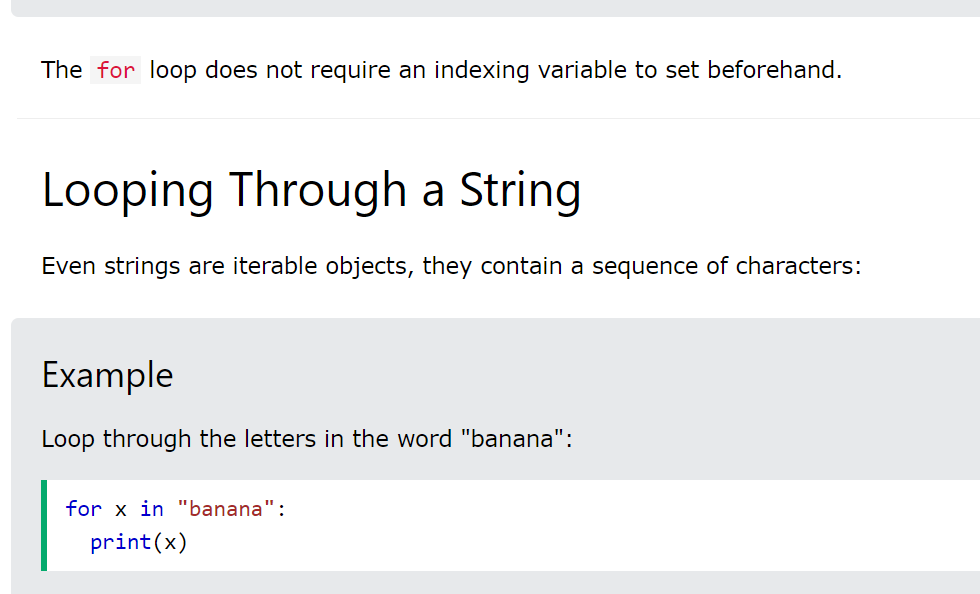 The for loop does not require an indexing variable to set beforehand.
Looping Through a String
Even strings are iterable objects, they contain a sequence of characters:
Example
Loop through the letters in the word "banana":
for x in "banana":
  print(x)